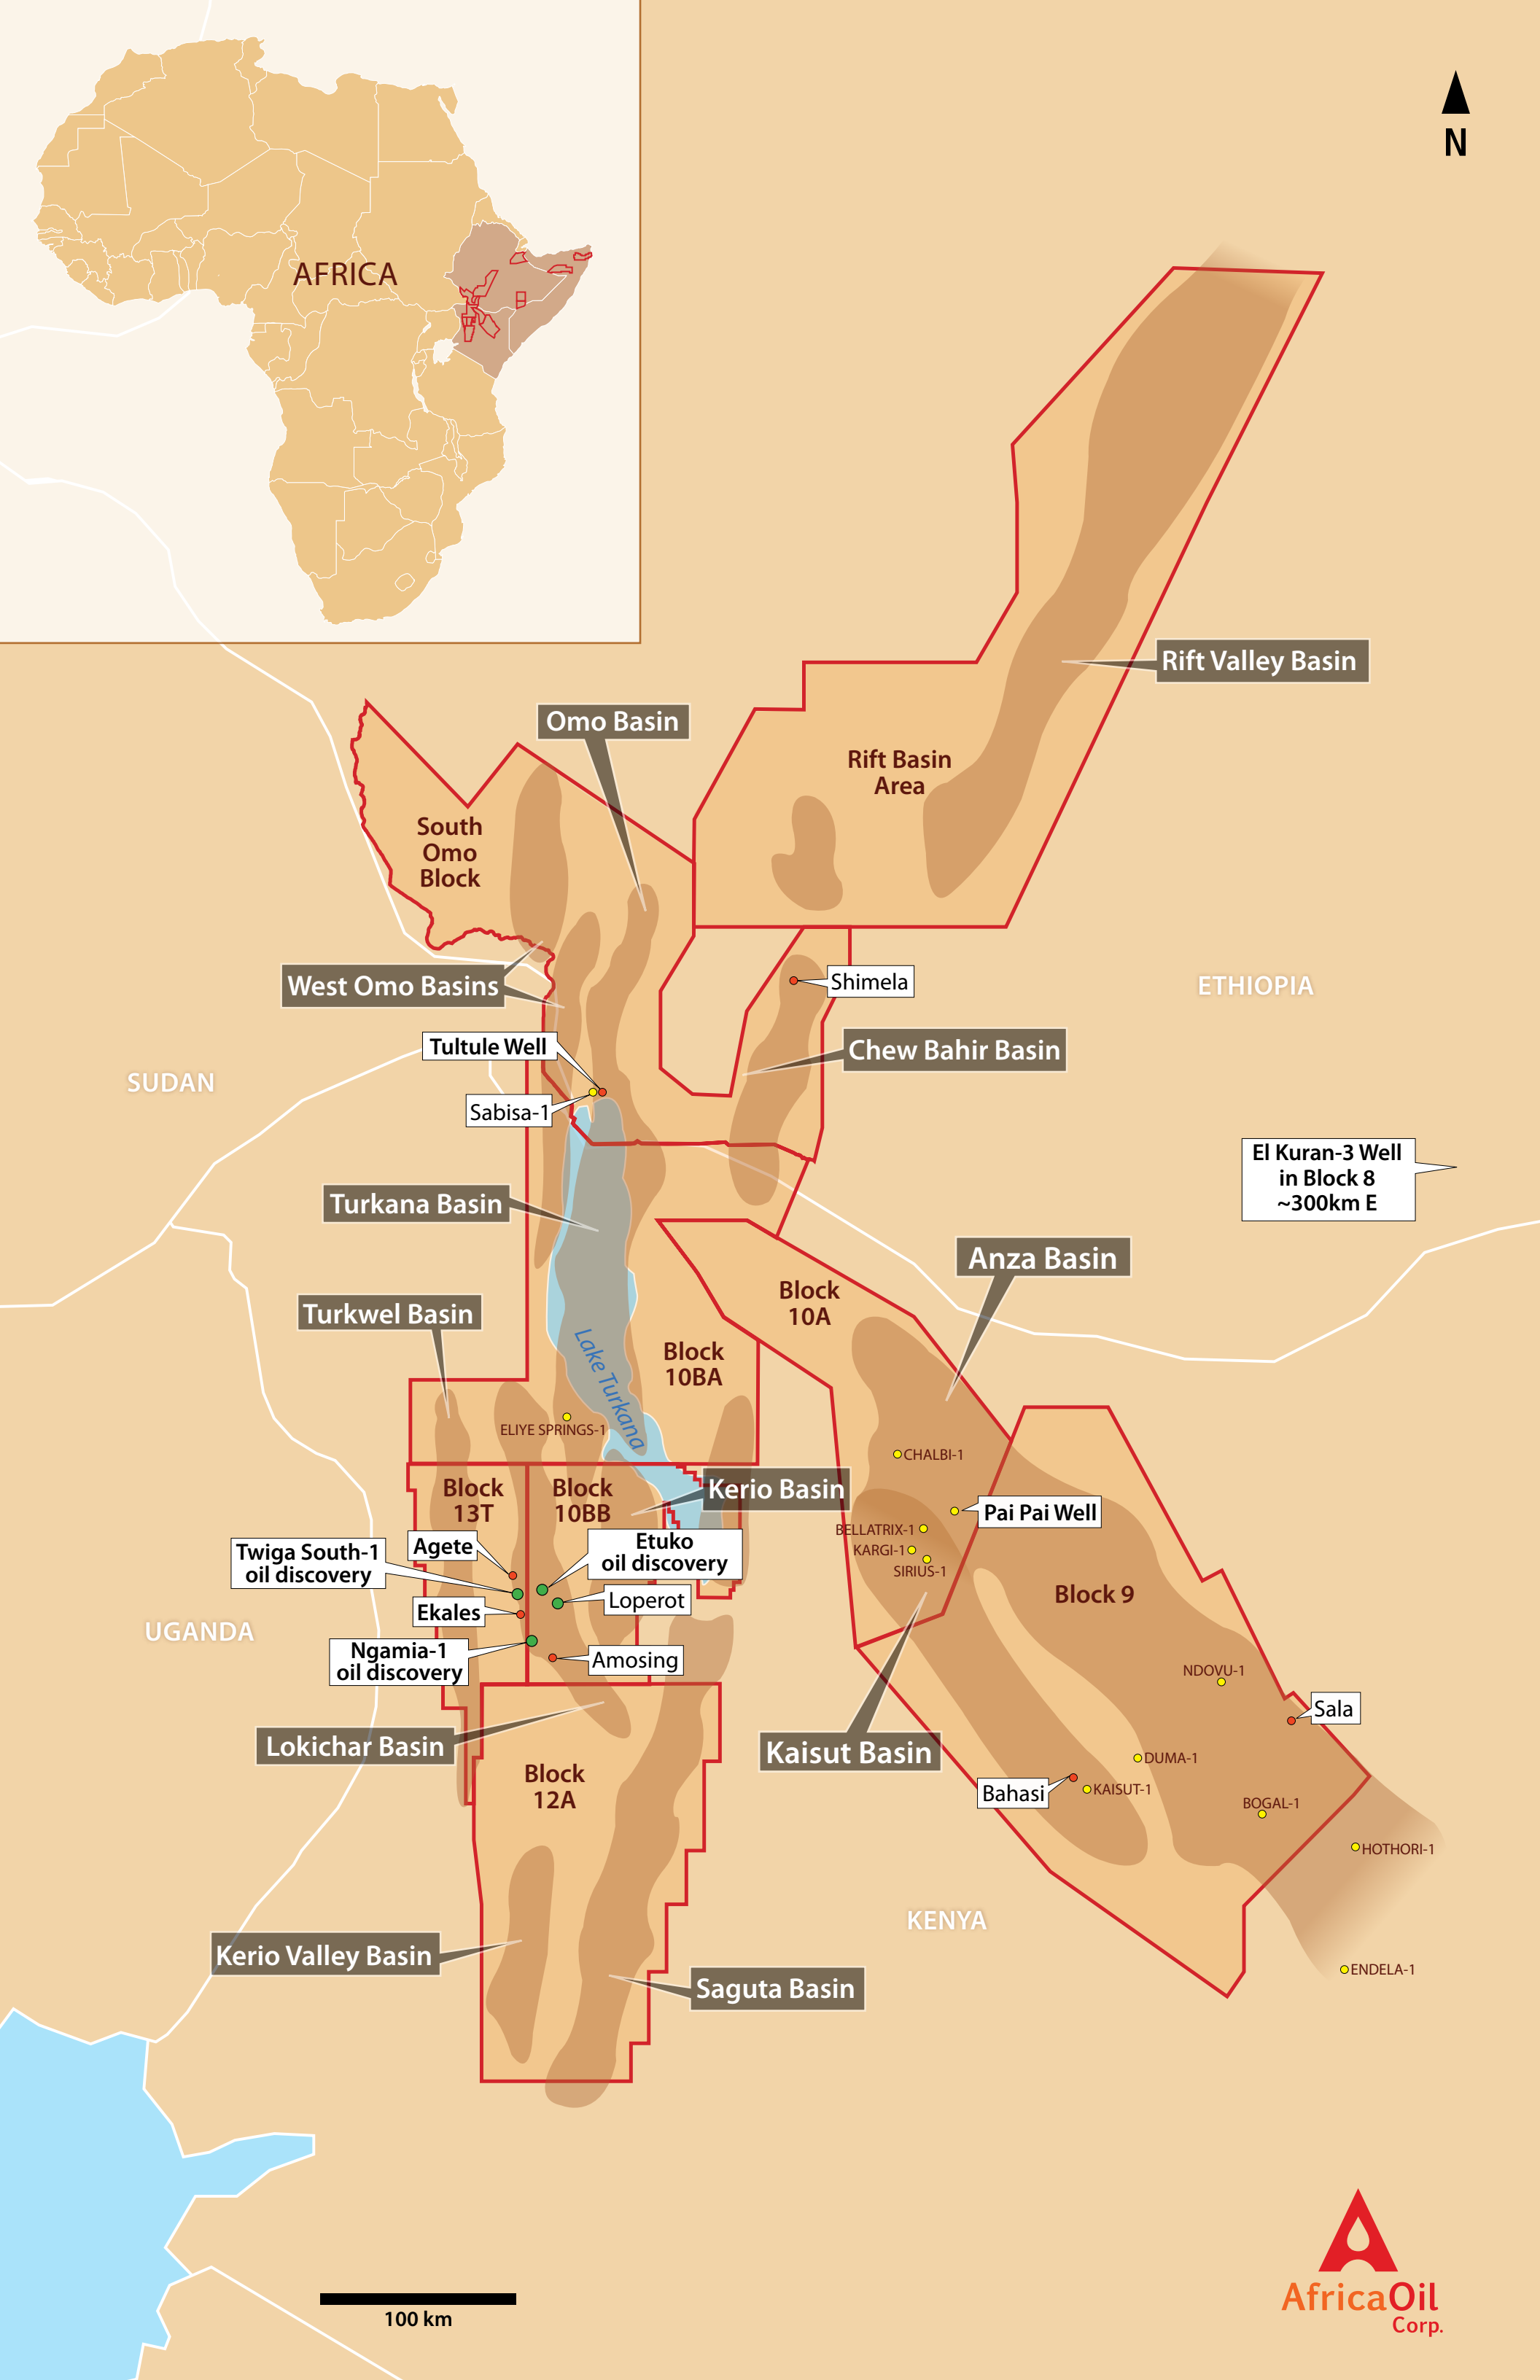 N
AFRICA
Rift Valley Basin
Omo Basin
Rift Basin
Area
South
Omo
Block
West Omo Basins
Shimela
ETHIOPIA
Tultule Well
Chew Bahir Basin
SUDAN
Sabisa-1
El Kuran-3 Well
in Block 8
~300km E
Turkana Basin
Anza Basin
Turkwel Basin
Block
10A
Lake Turkana
Block
10BA
ELIYE SPRINGS-1
CHALBI-1
Block
13T
Block
10BB
Kerio Basin
Pai Pai Well
BELLATRIX-1
KARGI-1
SIRIUS-1
Agete
Etuko
oil discovery
Twiga South-1
oil discovery
Loperot
Block 9
Ekales
UGANDA
Ngamia-1
oil discovery
Amosing
NDOVU-1
Sala
Lokichar Basin
Kaisut Basin
Block
12A
DUMA-1
Bahasi
KAISUT-1
BOGAL-1
HOTHORI-1
KENYA
Kerio Valley Basin
ENDELA-1
Saguta Basin
100 km
AfricaOil
Corp.